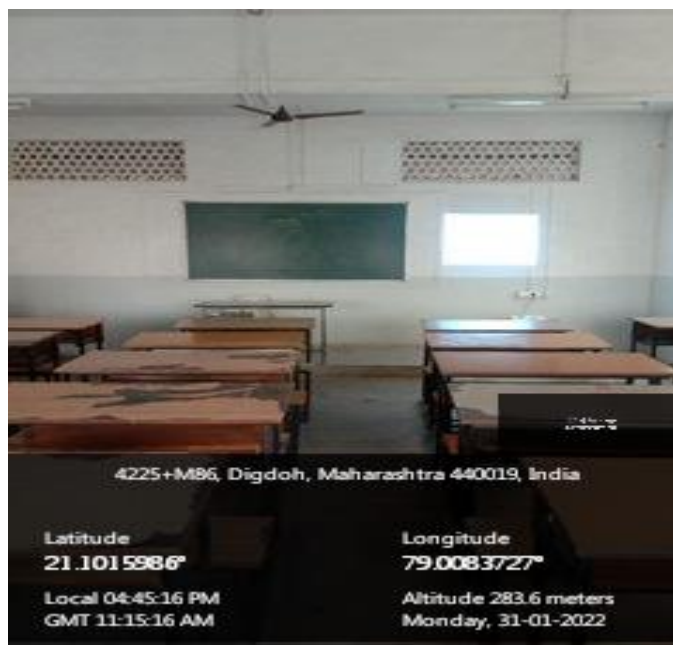 4225+M86, Digdoh, Maharashtra 440019, India
Latitude
21.1015986°
Longitude
79.0083727°
Local 04:45:16 PM
GMT 11:15:16 AM
Altitude 283.6 meters
Monday, 31-01-2022